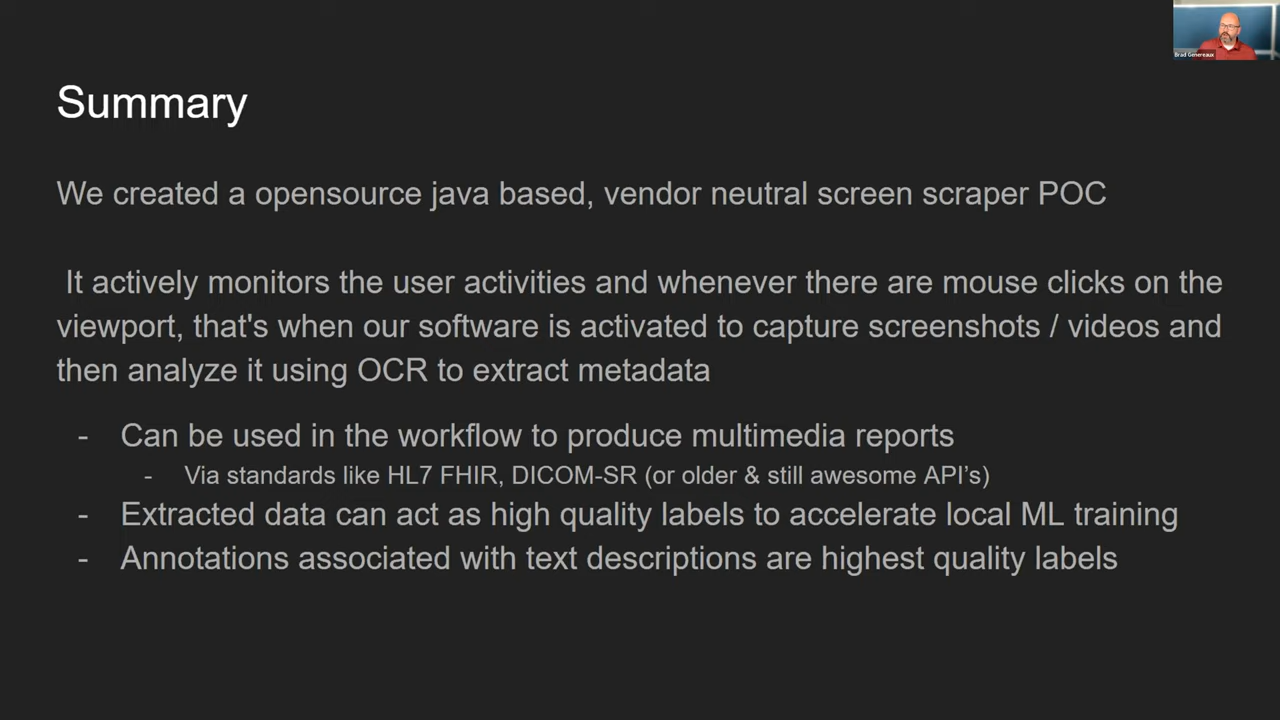 Brad Genereaux
Summary
We created a opensource java based, vendor neutral screen scraper POC
It actively monitors the user activities and whenever there are mouse clicks on the
viewport, that's when our software is activated to capture screenshots / videos and
then analyze it using OCR to extract metadata
- Can be used in the workflow to produce multimedia reports
- Via standards like HL7 FHIR, DICOM-SR (or older & still awesome API's)
- Extracted data can act as high quality labels to accelerate local ML training
- Annotations associated with text descriptions are highest quality labels